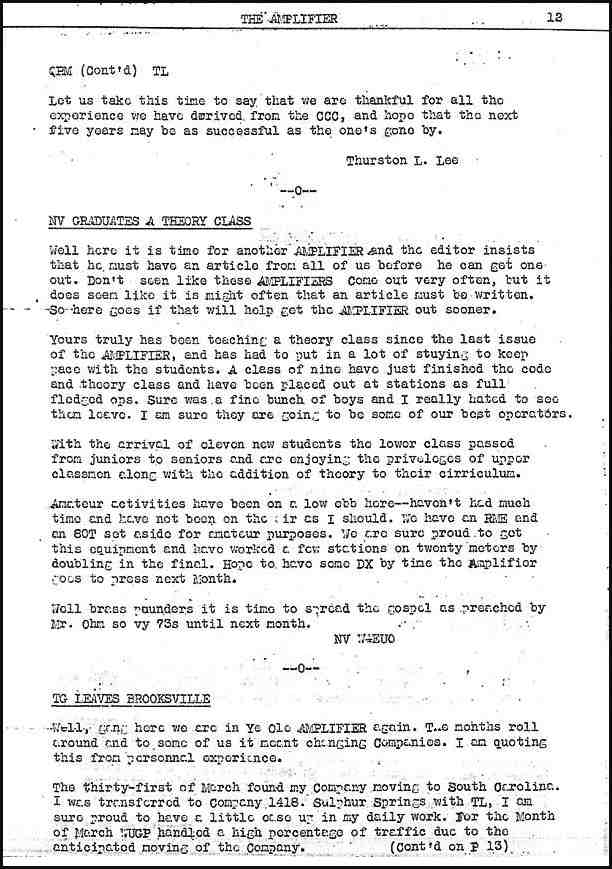 THE AMPLIFIER 12
QRM (Cont'd) TL
Let us take this time to say that we are thankful for all the
experience we have derived from the CCC, and hope that the next
five years may be as successful as the one's gone by.
Thurston L. Lee
--O--
NV GRADUATES A THEORY CLASS
Well here it is time for another AMPLIFIER and the editor insists
that he must have an article from all of us before he can get one
out. Don't seem like these AMPLIFIERS Come out very often, but it
does seem like it is might often that an article must be written.
So here goes if that will help get the AMPLIFIER out sooner.
Yours truly has been teaching a theory class since the last issue
of the AMPLIFIER, and has had to put in a lot of stuying to keep
pace with the students. A class of nine have just finished the code
and theory class and have been placed out at stations as full
fledged ops. Sure was a fine bunch of boys and I really hated to see
them leave. I am sure they are going to be some of our best operators.
With the arrival of eleven new students the lower class passed
from juniors to seniors and are enjoying the priveleges of upper
classmen along with the addition of theory to their cirriculum.
Amateur activities have been on a low ebb here--haven't had much
time and have not been on the air as I should. We have an RME and
an 80T set aside for amateur purposes. We are sure proud to get
this equipment and have worked a few stations on twenty meters by
doubling in the final. Hope to have some DX by time the Amplifier
goes to press next Month.
Well brass pounders it is time to spread the gospel as preached by
Mr. Ohm so vy 73s until next month.
NV W4EUO
--O--
TG LEAVES BROOKSVILLE
Well, gang here we are in Ye Ole AMPLIFIER again. The months roll
around and to some of us it meant changing Companies. I am quoting
this from personnal experience.
The thirty-first of March found my Company moving to South Carolina.
I was transferred to Company 1418. Sulphur Springs with TL, I am
sure proud to have a little ease up in my daily work. For the Month
of March WUGP handled a high percentage of traffic due to the
anticipated moving of the Company. (Cont'd on P 13)